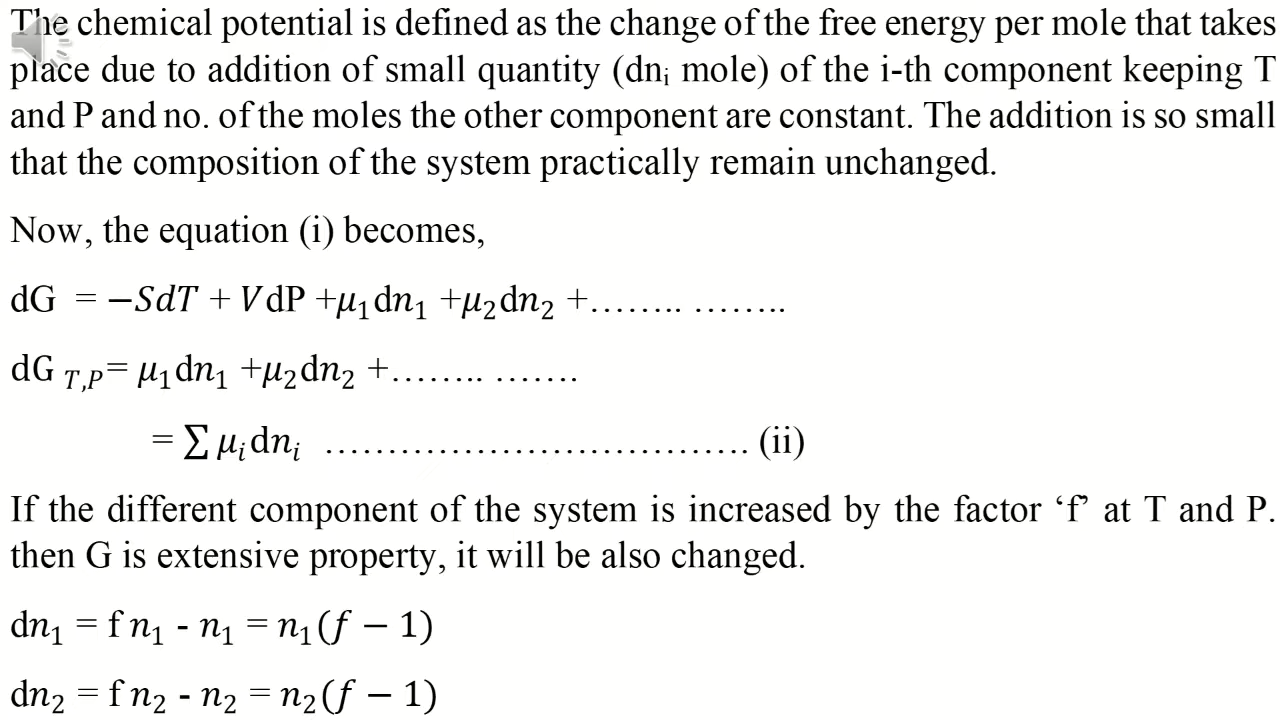 The chemical potential is defined as the change of the free energy per mole that takes
place due to addition of small quantity (dnᵢ mole) of the i-th component keeping T
and P and no. of the moles the other component are constant. The addition is so small
that the composition of the system practically remain unchanged.
Now, the equation (i) becomes,
dG = −SdT + VdP +μ₁dn₁ +μ₂dn₂ +…….. ……..
dG T,P= μ₁dn₁ +μ₂dn₂ +…….. …….
= ∑ μᵢdnᵢ ……………………………. (ii)
If the different component of the system is increased by the factor ‘f’ at T and P.
then G is extensive property, it will be also changed.
dn₁ = f n₁ - n₁ = n₁(f − 1)
dn₂ = f n₂ - n₂ = n₂(f − 1)